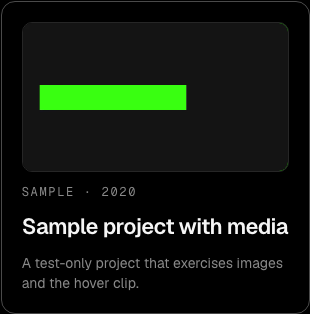 SAMPLE · 2020
Sample project with media
A test-only project that exercises images
and the hover clip.